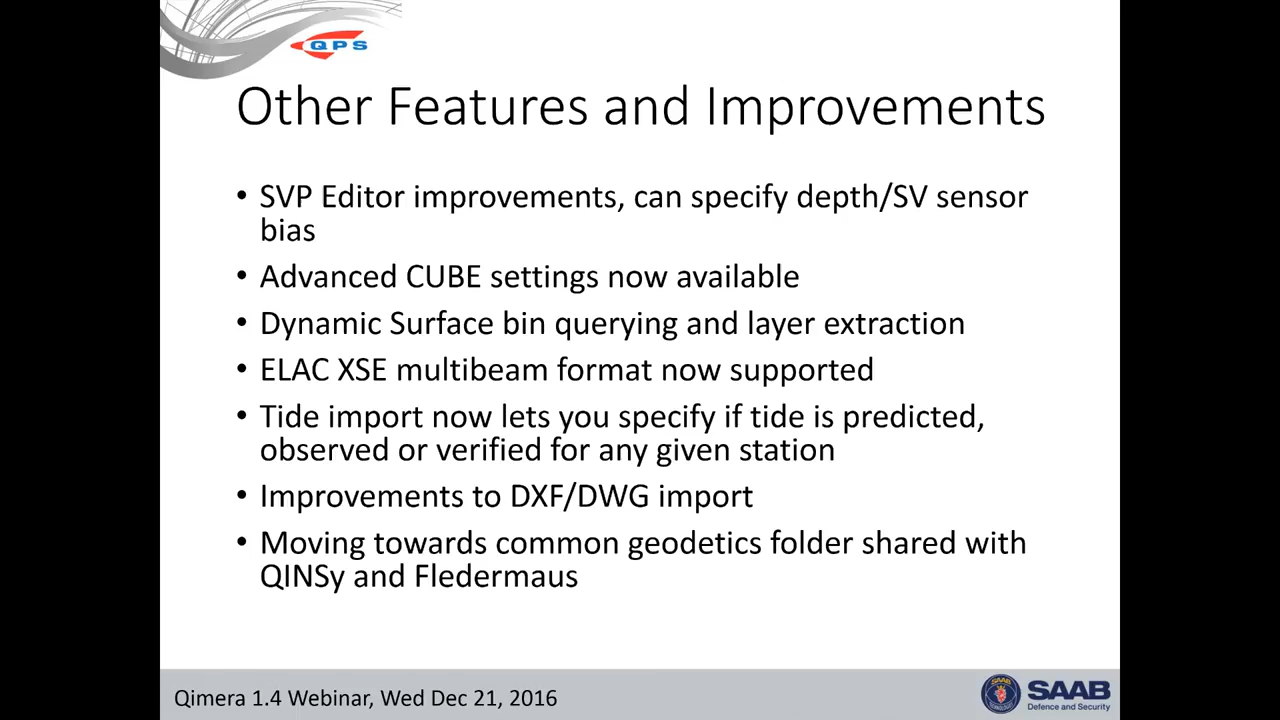 QPS
Other Features and Improvements
• SVP Editor improvements, can specify depth/SV sensor
bias
• Advanced CUBE settings now available
• Dynamic Surface bin querying and layer extraction
• ELAC XSE multibeam format now supported
• Tide import now lets you specify if tide is predicted,
observed or verified for any given station
• Improvements to DXF/DWG import
• Moving towards common geodetics folder shared with
QINSy and Fledermaus
Qimera 1.4 Webinar, Wed Dec 21, 2016
SAAB
SAAB
Defence and Security